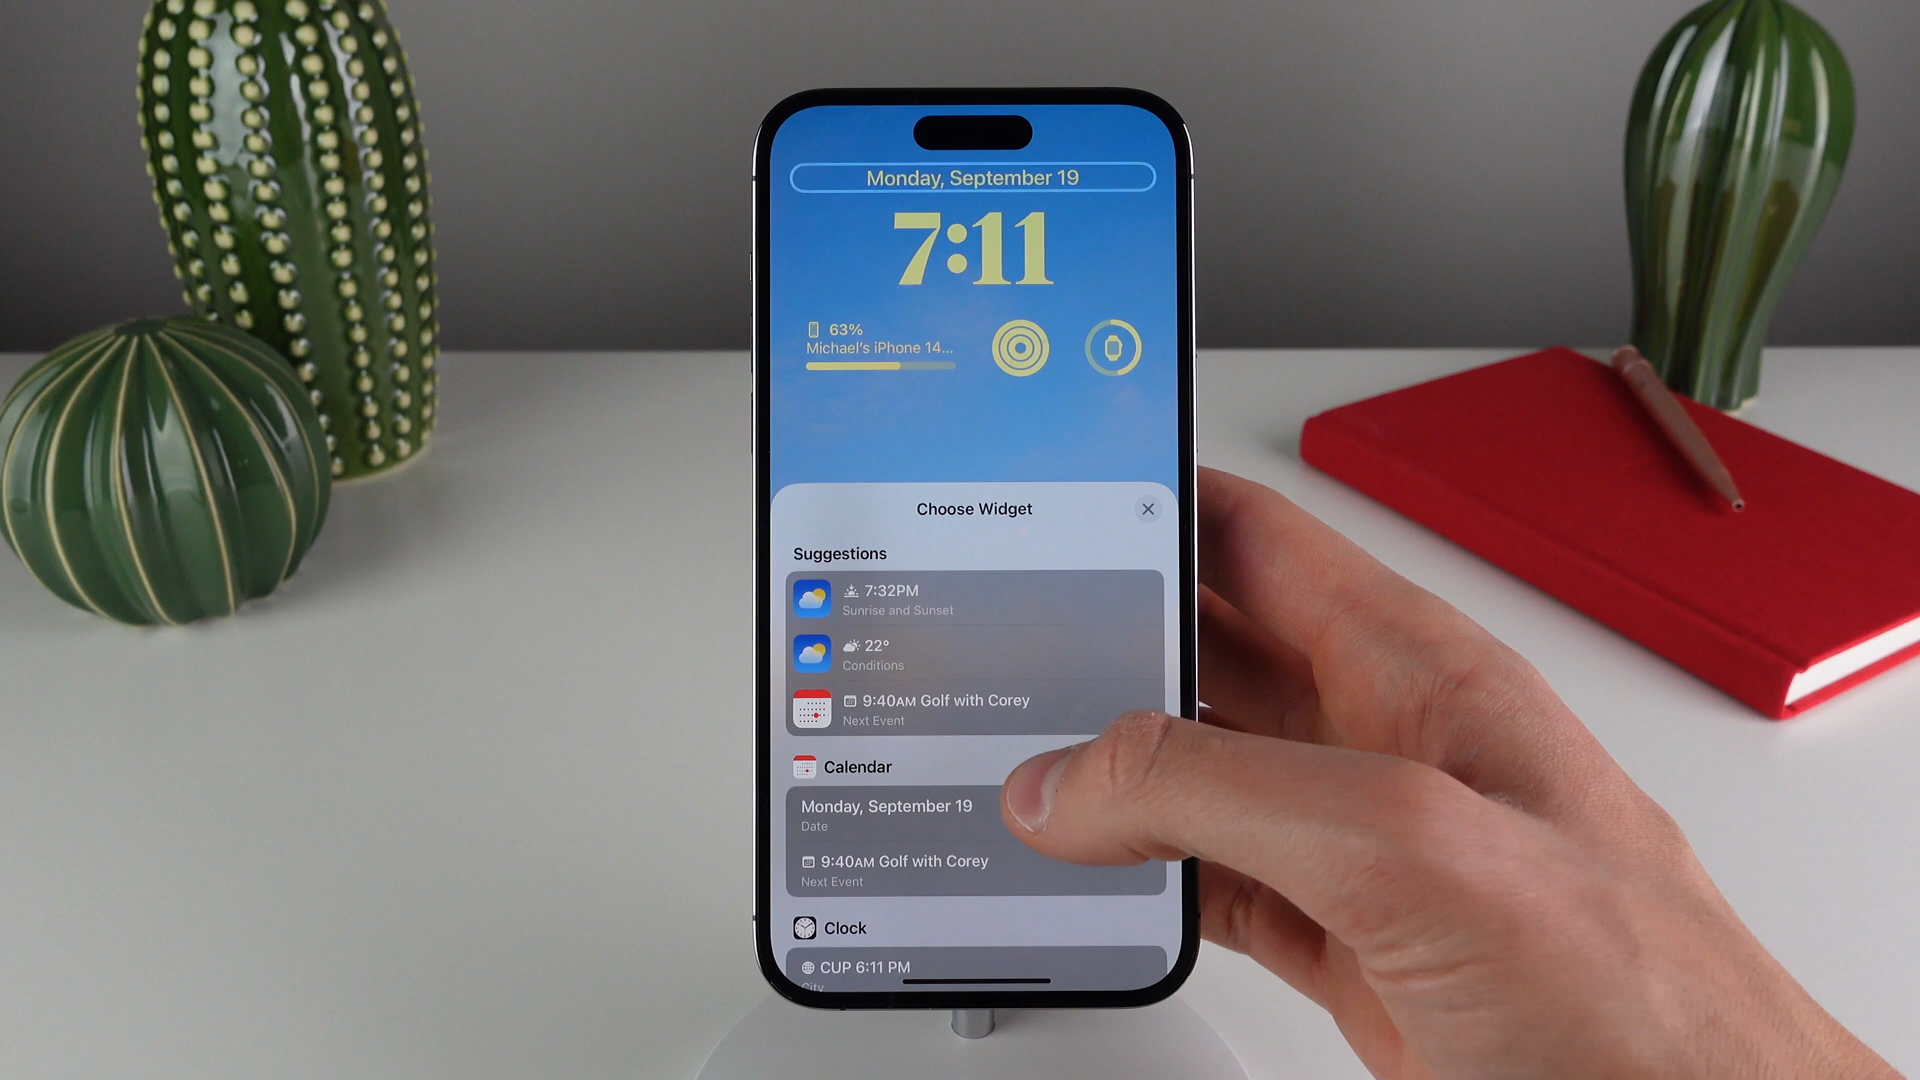 Monday, September 19
7:11
63%
Michael's iPhone 14...
Choose Widget
Suggestions
7:32PM
Sunrise and Sunset
22°
Conditions
9:40AM Golf with Corey
Next Event
Calendar
Monday, September 19
Date
9:40AM Golf with Corey
Next Event
Clock
CUP 6:11 PM
City